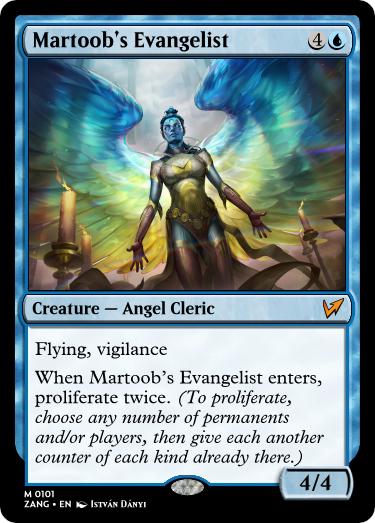 Martoob's Evangelist 4
Creature — Angel Cleric
Flying, vigilance
When Martoob's Evangelist enters,
proliferate twice. (To proliferate,
choose any number of permanents
and/or players, then give each another
counter of each kind already there.)
4/4
M 0101
ZANG • EN István Dányi